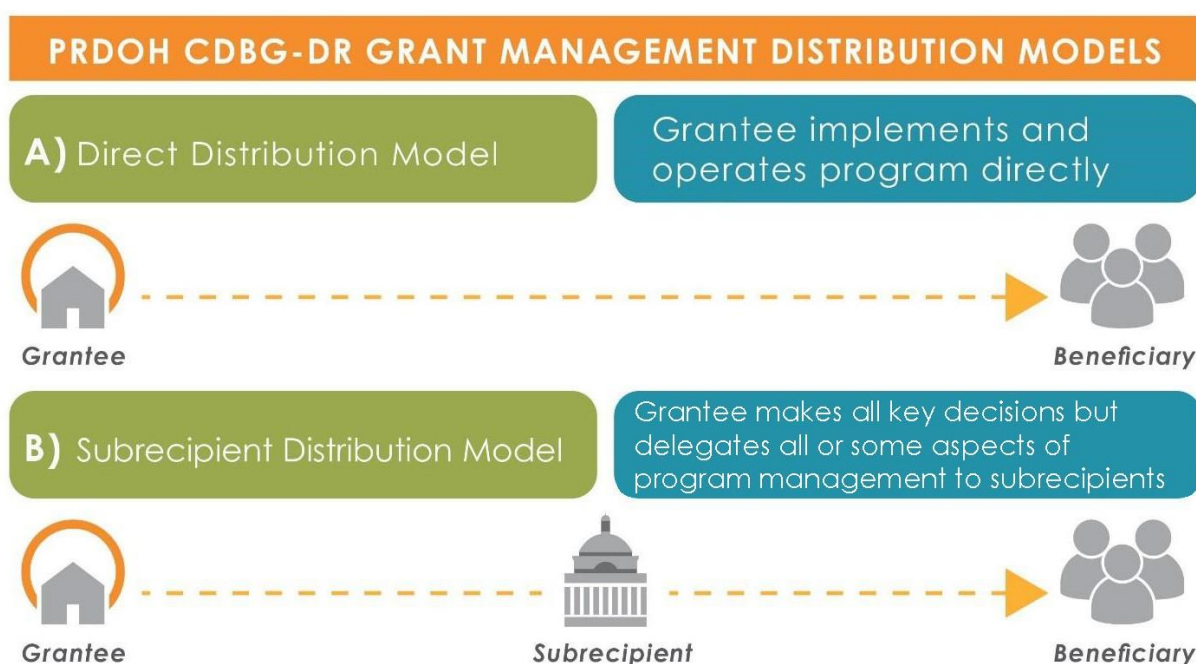 PRDOH CDBG-DR GRANT MANAGEMENT DISTRIBUTION MODELS
A) Direct Distribution Model
Grantee implements and
operates program directly
Grantee
Beneficiary
B) Subrecipient Distribution Model
Grantee makes all key decisions but
delegates all or some aspects of
program management to subrecipients
Grantee
Subrecipient
Beneficiary